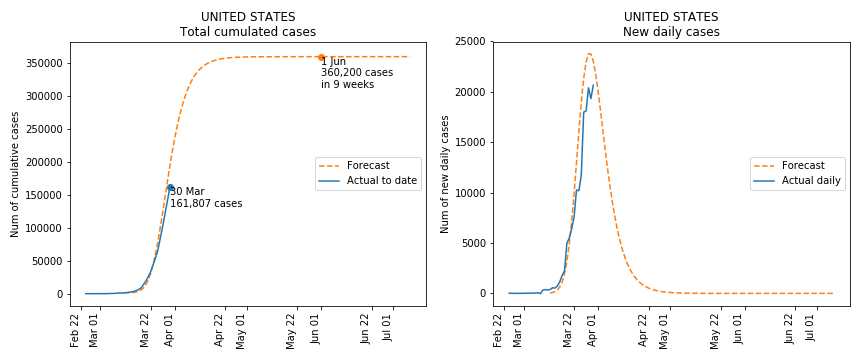 UNITED STATES
Total cumulated cases
Num of cumulative cases
350000
300000
250000
200000
150000
100000
50000
0
1 Jun
360,200 cases
in 9 weeks
30 Mar
161,807 cases
Forecast
Actual to date
Feb 22
Mar 01
Mar 22
Apr 01
Apr 22
May 01
May 22
Jun 01
Jun 22
Jul 01
UNITED STATES
New daily cases
Num of new daily cases
25000
20000
15000
10000
5000
0
Forecast
Actual daily
Feb 22
Mar 01
Mar 22
Apr 01
Apr 22
May 01
May 22
Jun 01
Jun 22
Jul 01